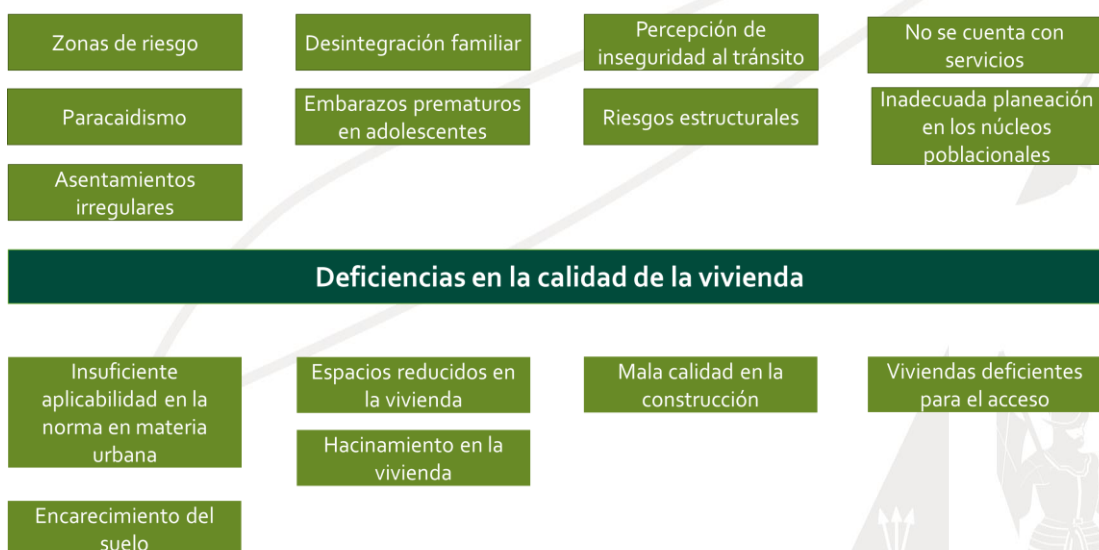 Zonas de riesgo
Desintegración familiar
Percepción de
inseguridad al tránsito
No se cuenta con
servicios
Paracaidismo
Embarazos prematuros
en adolescentes
Riesgos estructurales
Inadecuada planeación
en los núcleos
poblacionales
Asentamientos
irregulares
Deficiencias en la calidad de la vivienda
Insuficiente
aplicabilidad en la
norma en materia
urbana
Espacios reducidos en
la vivienda
Mala calidad en la
construcción
Viviendas deficientes
para el acceso
Hacinamiento en la
vivienda
Encarecimiento del
suelo